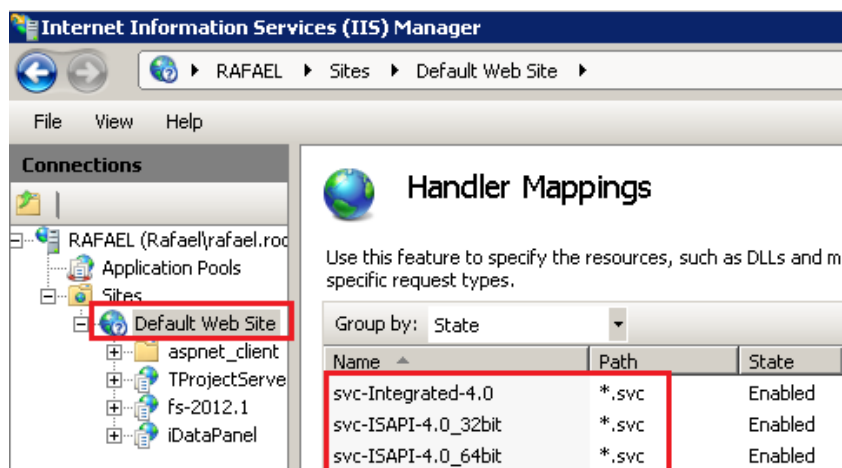 Internet Information Services (IIS) Manager
RAFAEL Sites Default Web Site
File View Help
Connections
RAFAEL (Rafael\rafael.roc
Application Pools
Sites
Default Web Site
aspnet_client
TProjectServe
fs-2012.1
iDataPanel
Handler Mappings
Use this feature to specify the resources, such as DLLs and m
specific request types.
Group by: State
Name Path State
svc-Integrated-4.0 *.svc Enabled
svc-ISAPI-4.0_32bit *.svc Enabled
svc-ISAPI-4.0_64bit *.svc Enabled